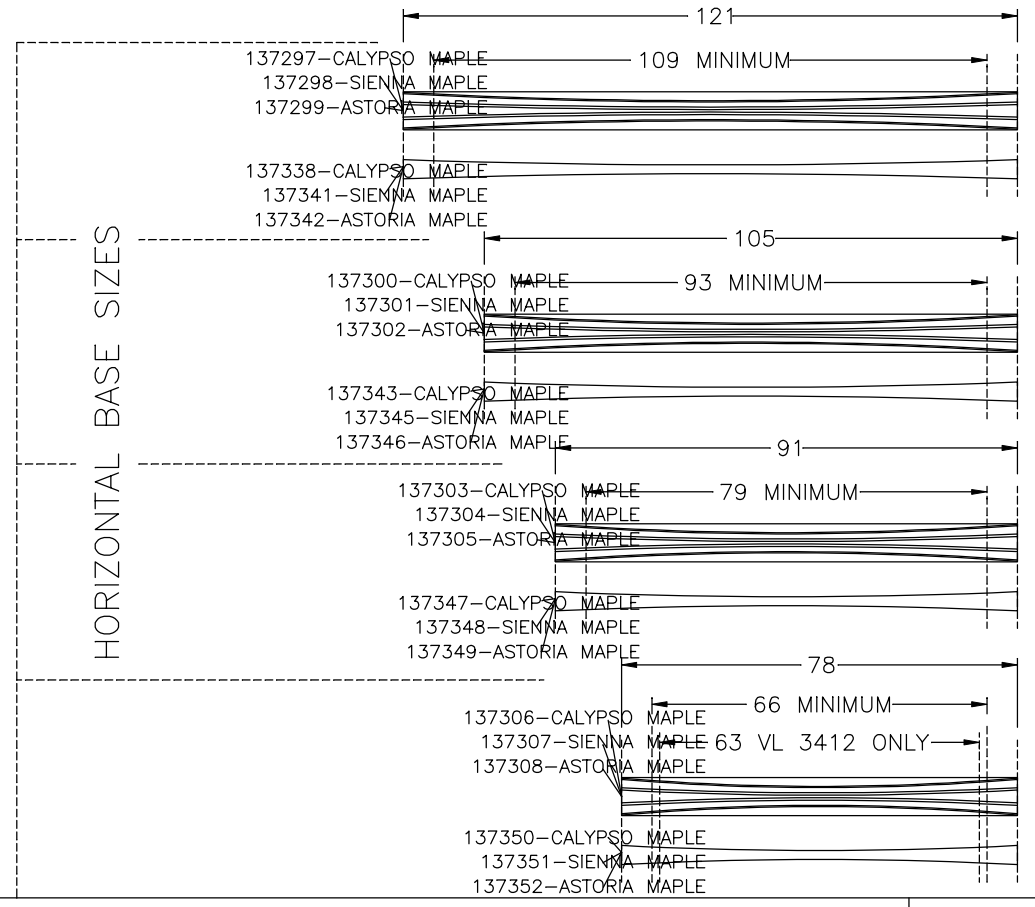 121
137297-CALYPSO MAPLE
109 MINIMUM
137298-SIENNA MAPLE
137299-ASTORIA MAPLE
137338-CALYPSO MAPLE
137341-SIENNA MAPLE
137342-ASTORIA MAPLE
HORIZONTAL BASE SIZES
105
137300-CALYPSO MAPLE
93 MINIMUM
137301-SIENNA MAPLE
137302-ASTORIA MAPLE
137343-CALYPSO MAPLE
137345-SIENNA MAPLE
137346-ASTORIA MAPLE
91
137303-CALYPSO MAPLE
79 MINIMUM
137304-SIENNA MAPLE
137305-ASTORIA MAPLE
137347-CALYPSO MAPLE
137348-SIENNA MAPLE
137349-ASTORIA MAPLE
78
66 MINIMUM
137306-CALYPSO MAPLE
137307-SIENNA MAPLE
63 VL 3412 ONLY
137308-ASTORIA MAPLE
137350-CALYPSO MAPLE
137351-SIENNA MAPLE
137352-ASTORIA MAPLE